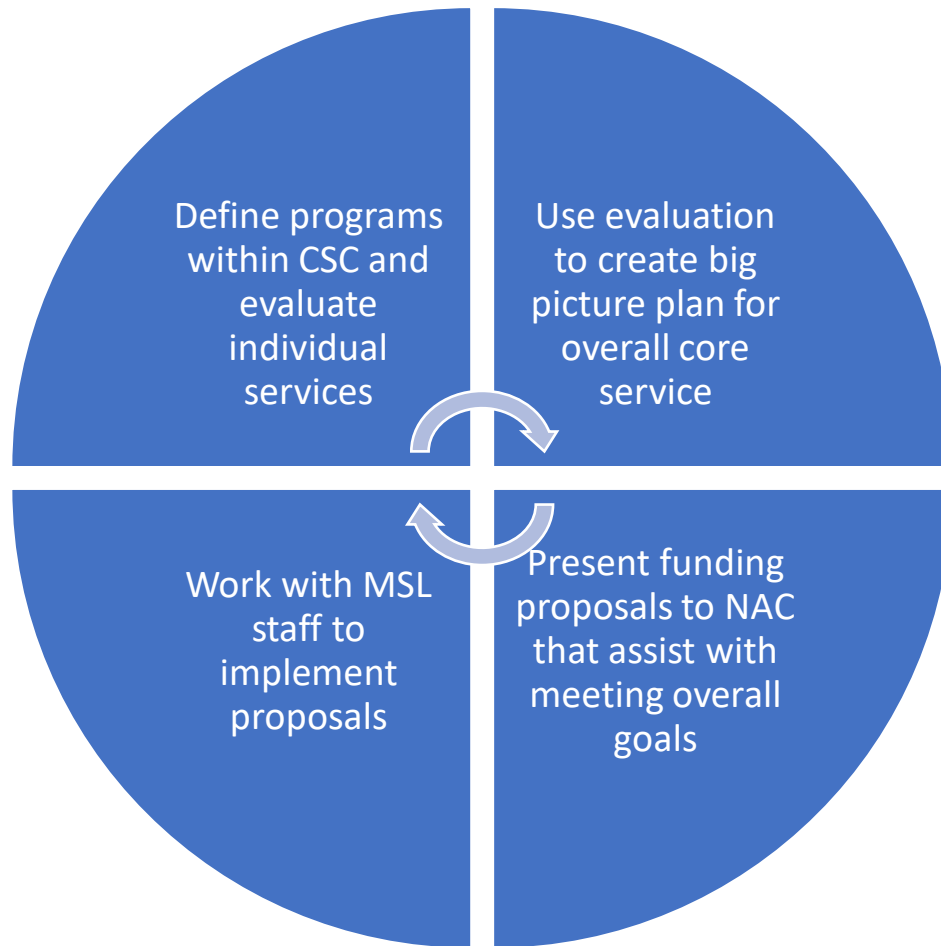 Define programs
within CSC and
evaluate
individual
services
Use evaluation
to create big
picture plan for
overall core
service
Work with MSL
staff to
implement
proposals
Present funding
proposals to NAC
that assist with
meeting overall
goals